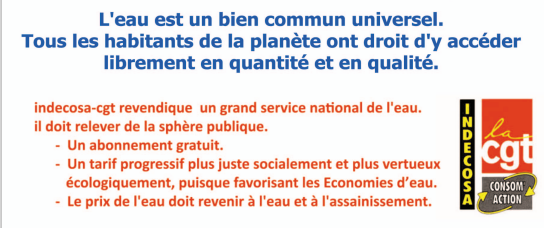 L'eau est un bien commun universel.
Tous les habitants de la planète ont droit d'y accéder
librement en quantité et en qualité.
indecosa-cgt revendique un grand service national de l'eau.
il doit relever de la sphère publique.
- Un abonnement gratuit.
- Un tarif progressif plus juste socialement et plus vertueux
écologiquement, puisque favorisant les Economies d'eau.
- Le prix de l'eau doit revenir à l'eau et à l'assainissement.
INDECOSA
la
cgt
CONSOM
ACTION